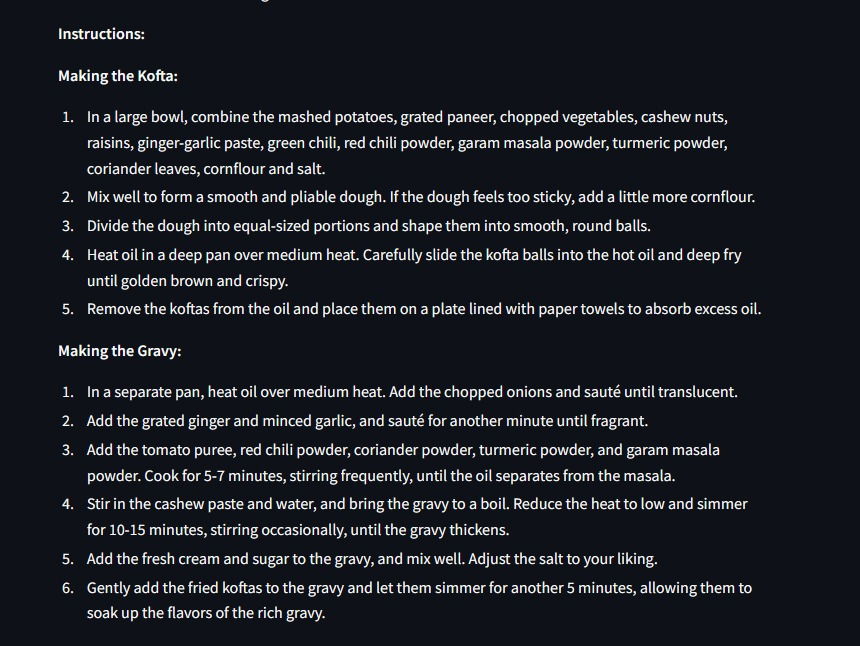 Instructions:
Making the Kofta:
1. In a large bowl, combine the mashed potatoes, grated paneer, chopped vegetables, cashew nuts,
raisins, ginger-garlic paste, green chili, red chili powder, garam masala powder, turmeric powder,
coriander leaves, cornflour and salt.
2. Mix well to form a smooth and pliable dough. If the dough feels too sticky, add a little more cornflour.
3. Divide the dough into equal-sized portions and shape them into smooth, round balls.
4. Heat oil in a deep pan over medium heat. Carefully slide the kofta balls into the hot oil and deep fry
until golden brown and crispy.
5. Remove the koftas from the oil and place them on a plate lined with paper towels to absorb excess oil.
Making the Gravy:
1. In a separate pan, heat oil over medium heat. Add the chopped onions and sauté until translucent.
2. Add the grated ginger and minced garlic, and sauté for another minute until fragrant.
3. Add the tomato puree, red chili powder, coriander powder, turmeric powder, and garam masala
powder. Cook for 5-7 minutes, stirring frequently, until the oil separates from the masala.
4. Stir in the cashew paste and water, and bring the gravy to a boil. Reduce the heat to low and simmer
for 10-15 minutes, stirring occasionally, until the gravy thickens.
5. Add the fresh cream and sugar to the gravy, and mix well. Adjust the salt to your liking.
6. Gently add the fried koftas to the gravy and let them simmer for another 5 minutes, allowing them to
soak up the flavors of the rich gravy.